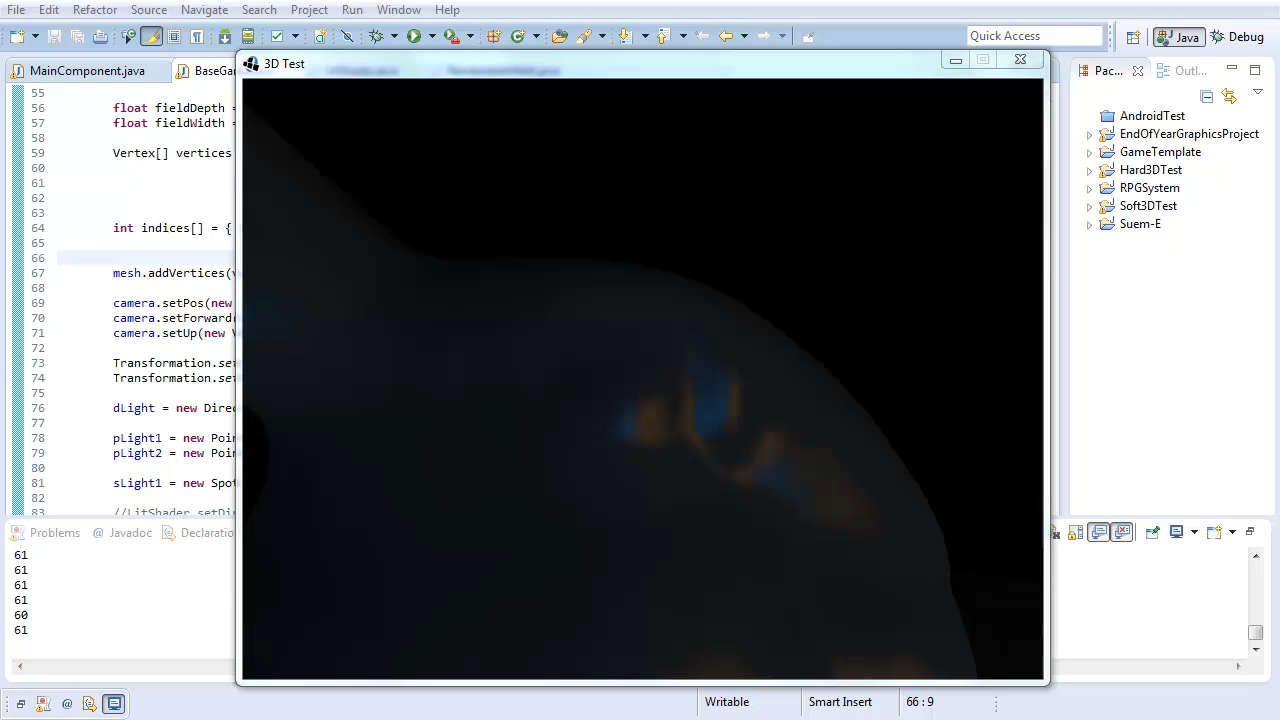 File Edit Refactor Source Navigate Search Project Run Window Help
Quick Access
Java
Debug
MainComponent.java
BaseGa
3D Test
Pac...
Outl...
55
56 float fieldDepth =
57 float fieldWidth =
58
59 Vertex[] vertices
60
61
62
63
64 int indices[] = {
65
66
67 mesh.addVertices(v
68
69 camera.setPos(new
70 camera.setForward(
71 camera.setUp(new V
72
73 Transformation.set
74 Transformation.set
75
76 dLight = new Direc
77
78 pLight1 = new Poin
79 pLight2 = new Poin
80
81 sLight1 = new Spot
82
83 //LitShader.setDir
AndroidTest
EndOfYearGraphicsProject
GameTemplate
Hard3DTest
RPGSystem
Soft3DTest
Suem-E
Problems
@ Javadoc
Declaratio
61
61
61
61
60
61
Writable
Smart Insert
66 : 9